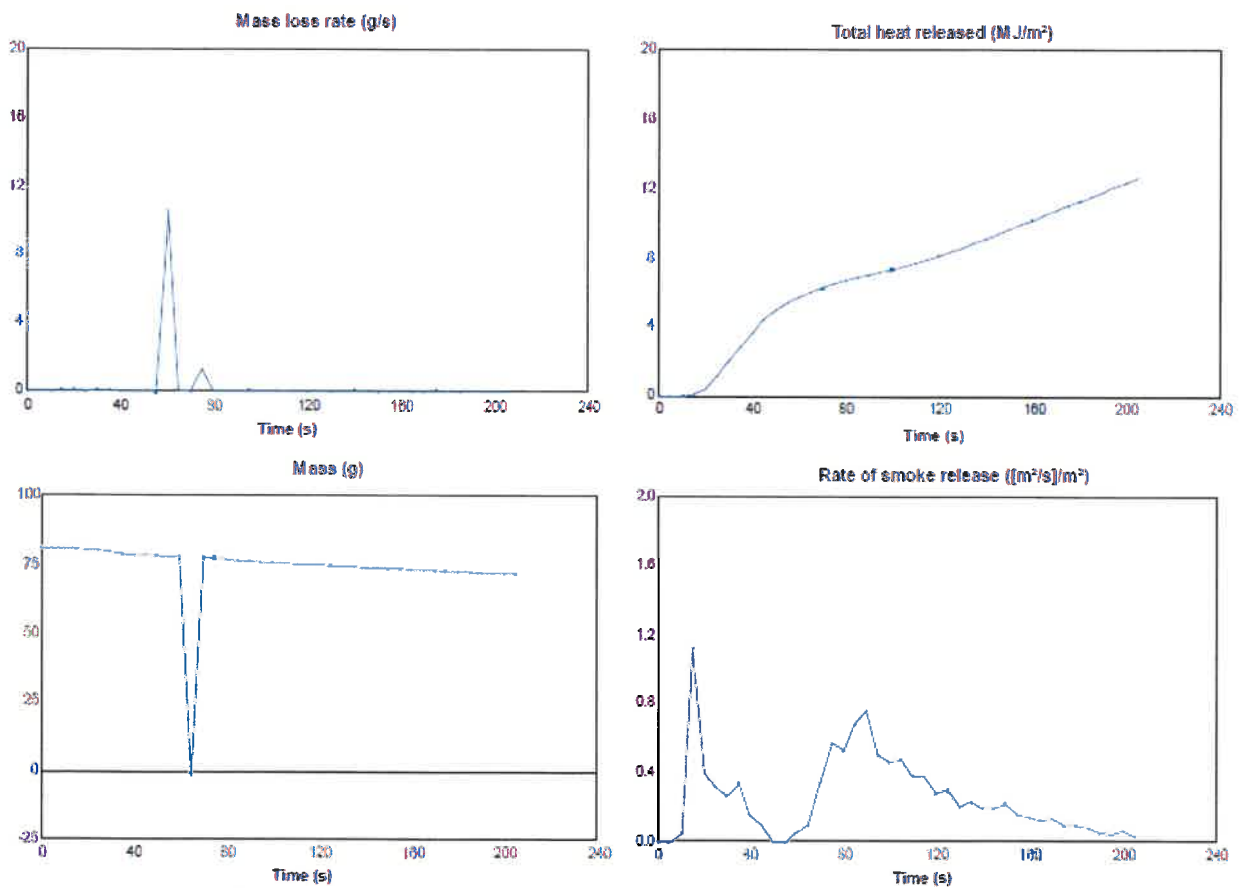 Mass loss rate (g/s)
20
16
12
8
4
0
0 40 80 120 160 200 240
Time (s)
Total heat released (MJ/m²)
20
16
12
8
4
0
0 40 80 120 160 200 240
Time (s)
Mass (g)
100
75
50
25
0
-25
0 40 80 120 160 200 240
Time (s)
Rate of smoke release ([m²/s]/m²)
2.0
1.6
1.2
0.8
0.4
0.0
0 40 80 120 160 200 240
Time (s)